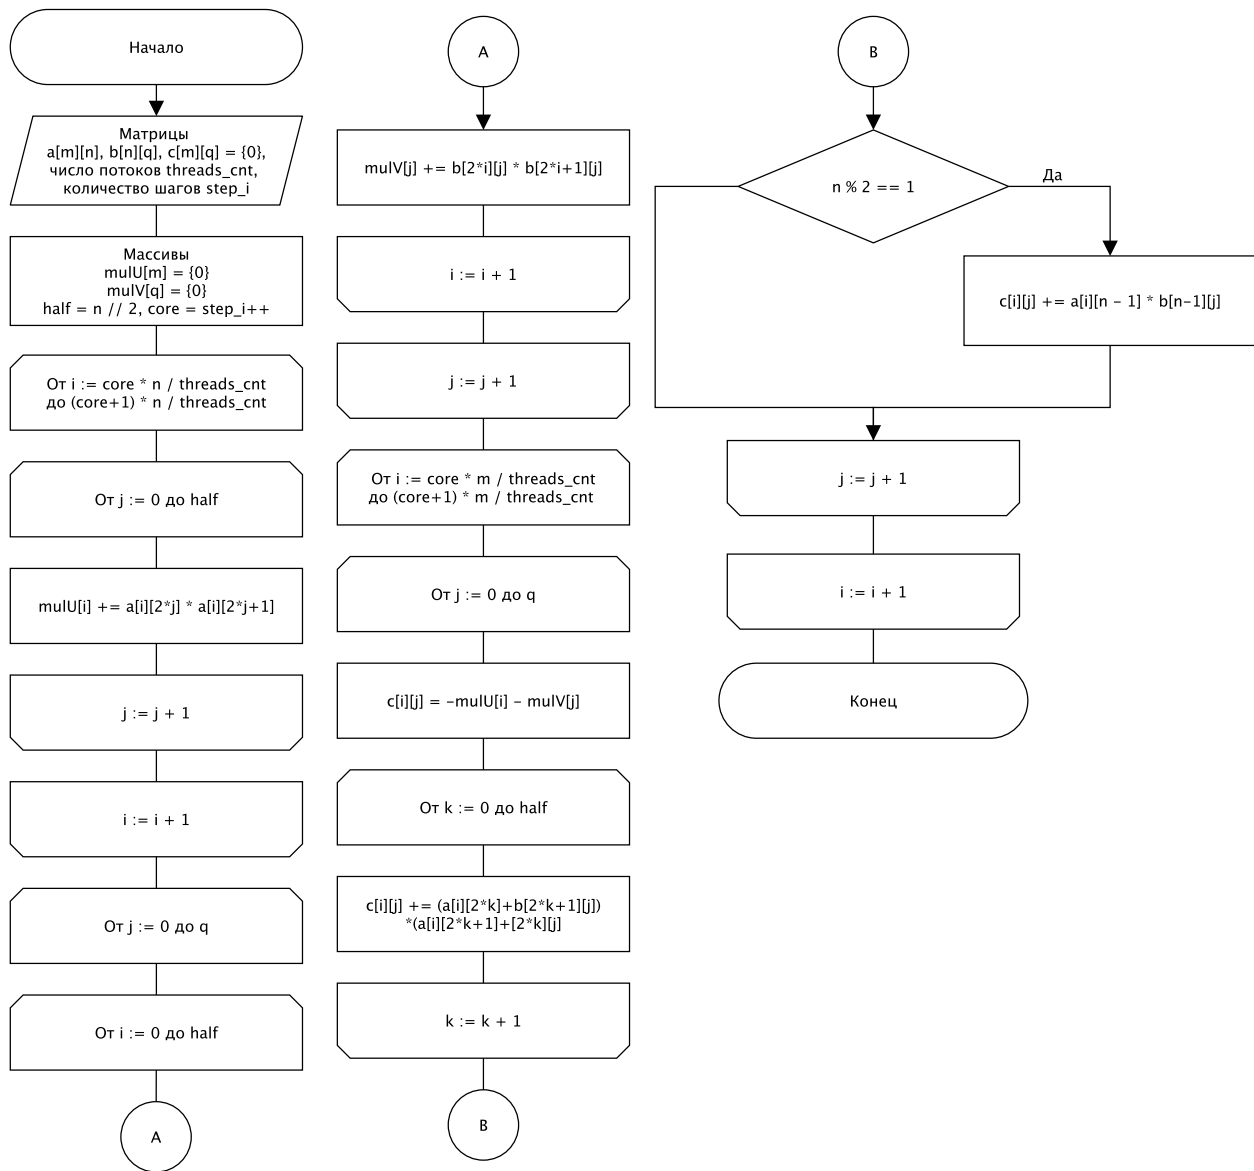 Начало
Матрицы
a[m][n], b[n][q], c[m][q] = {0},
число потоков threads_cnt,
количество шагов step_i
Массивы
mulU[m] = {0}
mulV[q] = {0}
half = n // 2, core = step_i++
От i := core * n / threads_cnt
до (core+1) * n / threads_cnt
От j := 0 до half
mulU[i] += a[i][2*j] * a[i][2*j+1]
j := j + 1
i := i + 1
От j := 0 до q
От i := 0 до half
A
A
mulV[j] += b[2*i][j] * b[2*i+1][j]
i := i + 1
j := j + 1
От i := core * m / threads_cnt
до (core+1) * m / threads_cnt
От j := 0 до q
c[i][j] = -mulU[i] - mulV[j]
От k := 0 до half
c[i][j] += (a[i][2*k]+b[2*k+1][j])
*(a[i][2*k+1]+[2*k][j]
k := k + 1
B
B
n % 2 == 1
Да
c[i][j] += a[i][n - 1] * b[n-1][j]
j := j + 1
i := i + 1
Конец